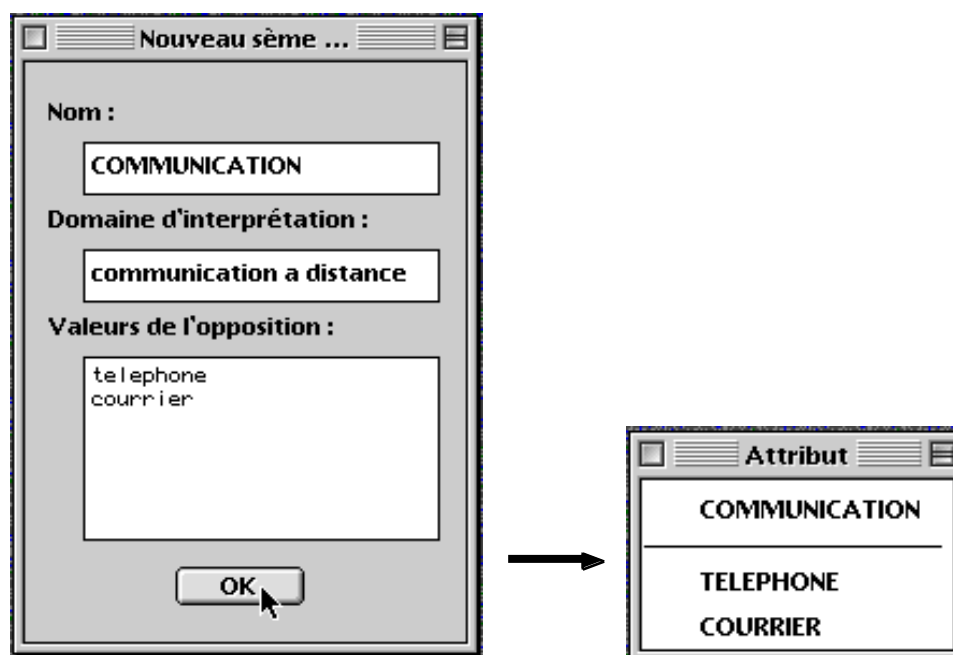 Nouveau sème ...
Nom :
COMMUNICATION
Domaine d'interprétation :
communication a distance
Valeurs de l'opposition :
telephone
courrier
OK
Attribut
COMMUNICATION
TELEPHONE
COURRIER